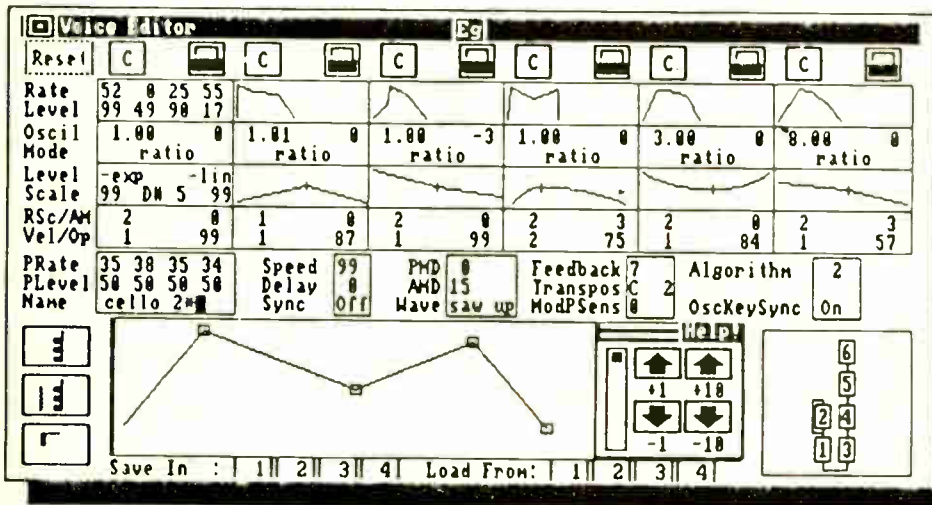 Voice Editor Eg
Reset C C C C C C
Rate 52 0 25 55
Level 99 49 90 17
Oscil 1.00 0 1.01 0 1.00 -3 1.00 0 3.00 0 8.00 0
Mode ratio ratio ratio ratio ratio ratio
Level -exp -lin
Scale 99 D# 5 99
RSc/AM 2 0 1 0 2 0 2 3 2 0 2 3
Vel/Op 1 99 1 87 1 99 2 75 1 84 1 57
PRate 35 38 35 34 Speed 99 PMD 0 Feedback 7 Algorithm 2
PLevel 50 50 50 50 Delay 0 AMD 15 Transpos C 2
Name cello 2* Sync Off Wave saw up ModPSens 0 OscKeySync On
Help!
+1 +10
-1 -10
6
5
2 4
1 3
Save In : 1 2 3 4 Load From: 1 2 3 4